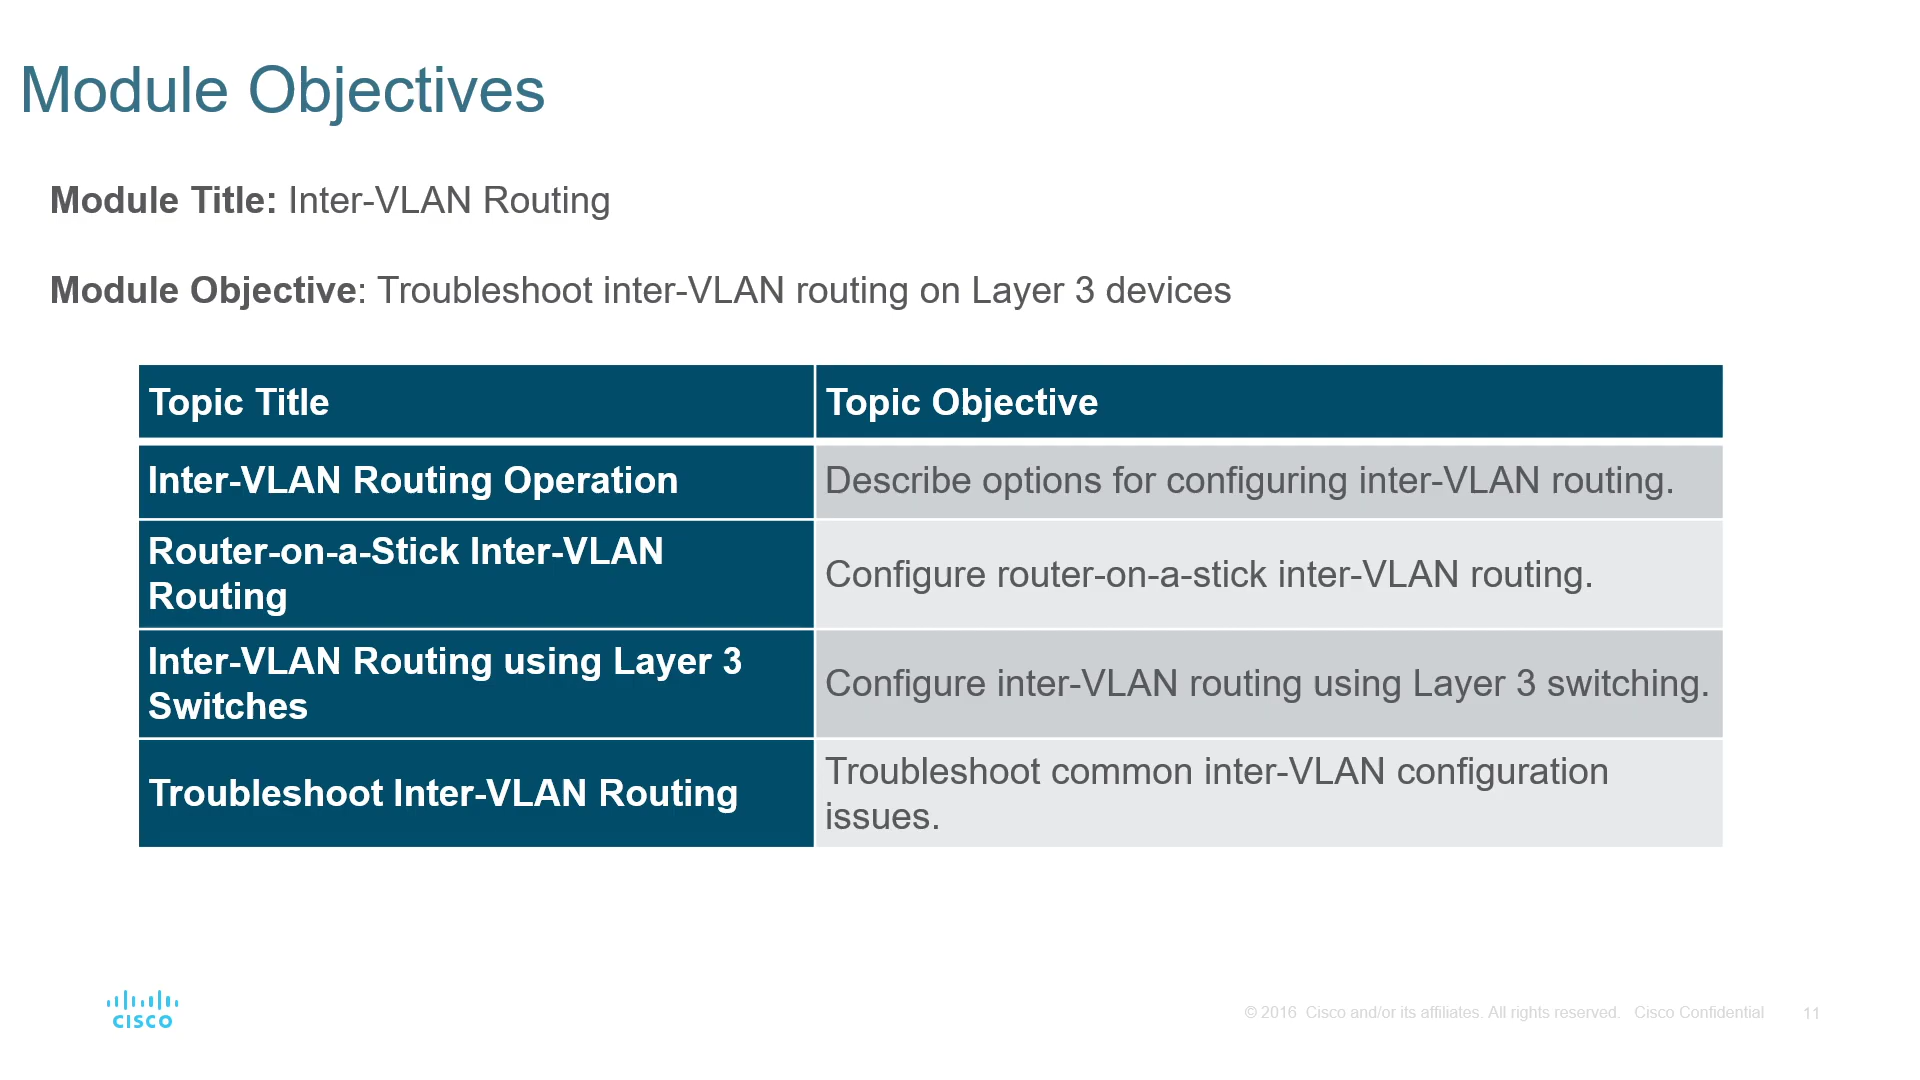 Module Objectives
Module Title: Inter-VLAN Routing
Module Objective: Troubleshoot inter-VLAN routing on Layer 3 devices
Topic Title
Topic Objective
Inter-VLAN Routing Operation
Describe options for configuring inter-VLAN routing.
Router-on-a-Stick Inter-VLAN
Routing
Configure router-on-a-stick inter-VLAN routing.
Inter-VLAN Routing using Layer 3
Switches
Configure inter-VLAN routing using Layer 3 switching.
Troubleshoot Inter-VLAN Routing
Troubleshoot common inter-VLAN configuration
issues.
CISCO
© 2016 Cisco and/or its affiliates. All rights reserved. Cisco Confidential
11